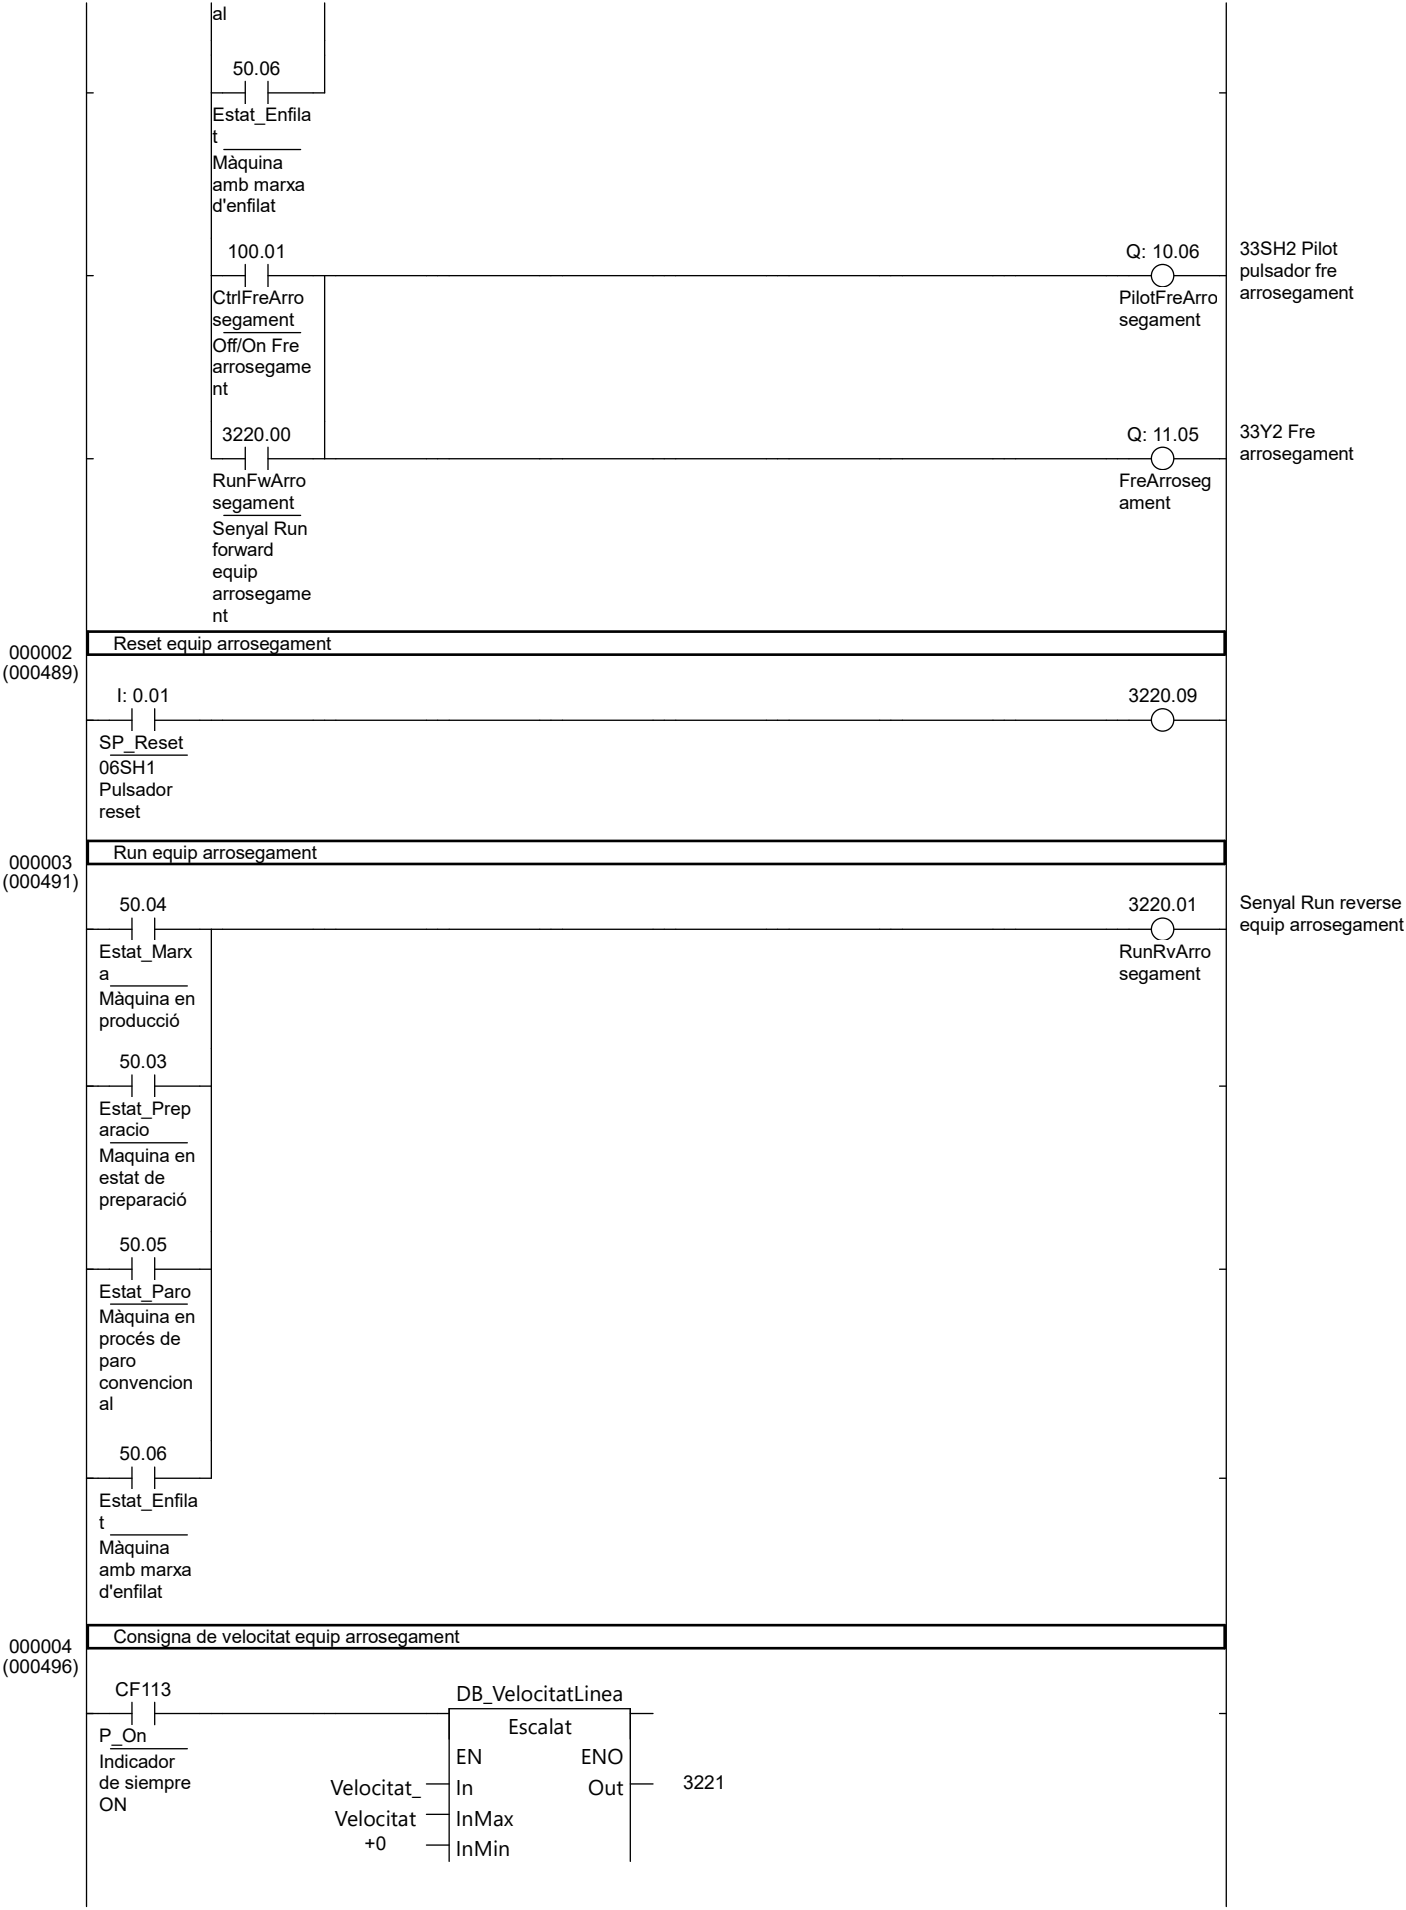 al
50.06
Estat_Enfila
t
Màquina
amb marxa
d'enfilat
100.01
Q: 10.06
33SH2 Pilot
pulsador fre
arrosegament
CtrlFreArro
segament
PilotFreArro
segament
Off/On Fre
arrosegame
nt
3220.00
Q: 11.05
33Y2 Fre
arrosegament
RunFwArro
segament
FreArroseg
ament
Senyal Run
forward
equip
arrosegame
nt
000002
(000489)
Reset equip arrosegament
I: 0.01
3220.09
SP_Reset
06SH1
Pulsador
reset
000003
(000491)
Run equip arrosegament
50.04
3220.01
Senyal Run reverse
equip arrosegament
Estat_Marx
a
RunRvArro
segament
Màquina en
producció
50.03
Estat_Prep
aracio
Maquina en
estat de
preparació
50.05
Estat_Paro
Màquina en
procés de
paro
convencion
al
50.06
Estat_Enfila
t
Màquina
amb marxa
d'enfilat
000004
(000496)
Consigna de velocitat equip arrosegament
CF113
P_On
Indicador
de siempre
ON
DB_VelocitatLinea
Escalat
EN ENO
Velocitat_ In Out 3221
Velocitat InMax
+0 InMin